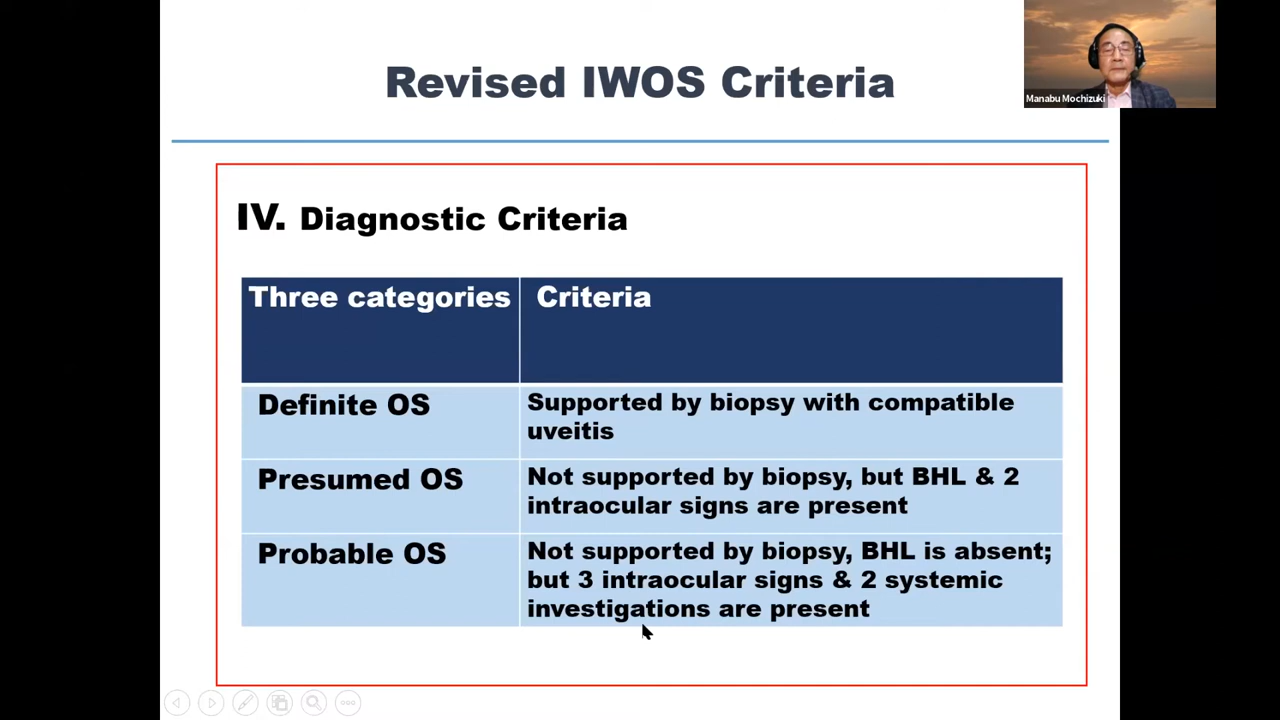 Revised IWOS Criteria
Manabu Mochizuki
IV. Diagnostic Criteria
Three categories
Criteria
Definite OS
Supported by biopsy with compatible
uveitis
Presumed OS
Not supported by biopsy, but BHL & 2
intraocular signs are present
Probable OS
Not supported by biopsy, BHL is absent;
but 3 intraocular signs & 2 systemic
investigations are present